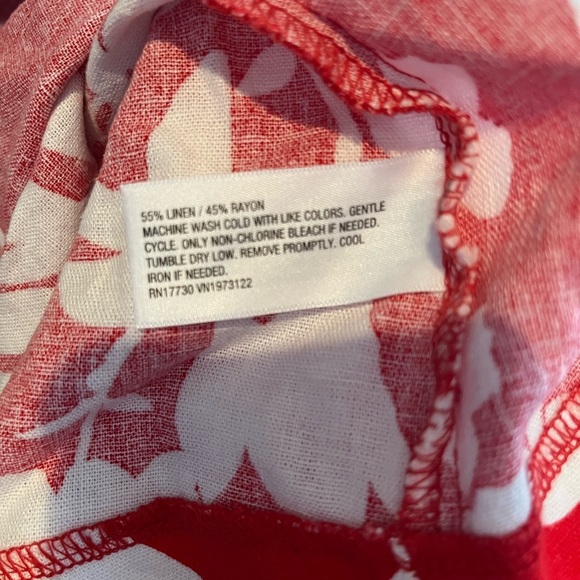 55% LINEN / 45% RAYON
MACHINE WASH COLD WITH LIKE COLORS. GENTLE
CYCLE. ONLY NON-CHLORINE BLEACH IF NEEDED.
TUMBLE DRY LOW. REMOVE PROMPTLY. COOL
IRON IF NEEDED.
RN17730 VN1973122